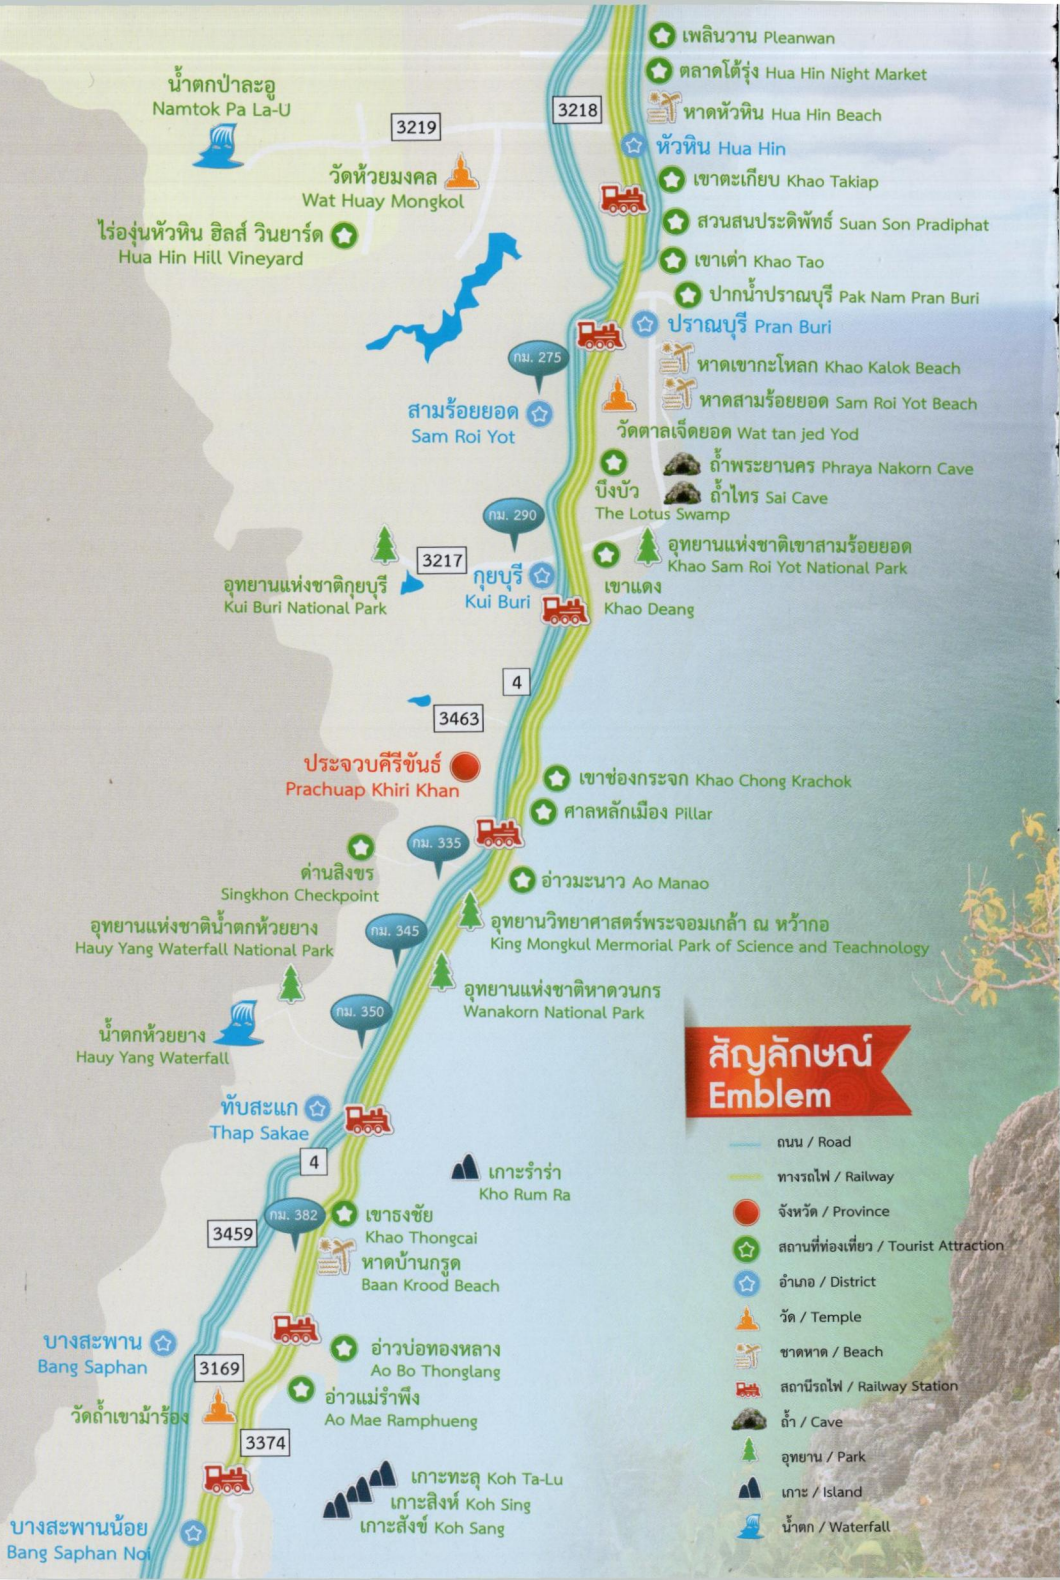 เพลินวาน Pleanwan
ตลาดโต้รุ่ง Hua Hin Night Market
น้ำตกป่าละอู
Namtok Pa La-U
3218
หาดหัวหิน Hua Hin Beach
3219
หัวหิน Hua Hin
วัดห้วยมงคล
Wat Huay Mongkol
เขาตะเกียบ Khao Takiap
สวนสนประดิพัทธ์ Suan Son Pradiphat
ไร่องุ่นหัวหิน ฮิลส์ วินยาร์ด
Hua Hin Hill Vineyard
เขาเต่า Khao Tao
ปากน้ำปราณบุรี Pak Nam Pran Buri
ปราณบุรี Pran Buri
กม. 275
หาดเขากะโหลก Khao Kalok Beach
หาดสามร้อยยอด Sam Roi Yot Beach
สามร้อยยอด
Sam Roi Yot
วัดตาลเจ็ดยอด Wat tan jed Yod
ถ้ำพระยานคร Phraya Nakorn Cave
ถ้ำไทร Sai Cave
บึงบัว
The Lotus Swamp
กม. 290
อุทยานแห่งชาติเขาสามร้อยยอด
Khao Sam Roi Yot National Park
3217
กุยบุรี
Kui Buri
อุทยานแห่งชาติกุยบุรี
Kui Buri National Park
เขาแดง
Khao Deang
4
3463
ประจวบคีรีขันธ์
Prachuap Khiri Khan
เขาช่องกระจก Khao Chong Krachok
ศาลหลักเมือง Pillar
กม. 335
ด่านสิงขร
Singkhon Checkpoint
อ่าวมะนาว Ao Manao
อุทยานแห่งชาติน้ำตกห้วยยาง
Hauy Yang Waterfall National Park
กม. 345
อุทยานวิทยาศาสตร์พระจอมเกล้า ณ หว้ากอ
King Mongkul Mermorial Park of Science and Teachnology
อุทยานแห่งชาติหาดวนกร
Wanakorn National Park
กม. 350
น้ำตกห้วยยาง
Hauy Yang Waterfall
ทับสะแก
Thap Sakae
4
เกาะรำร่า
Kho Rum Ra
กม. 382
3459
เขาธงชัย
Khao Thongcai
หาดบ้านกรูด
Baan Krood Beach
บางสะพาน
Bang Saphan
3169
อ่าวบ่อทองหลาง
Ao Bo Thonglang
อ่าวแม่รำพึง
Ao Mae Ramphueng
วัดถ้ำเขาม้าร้อง
3374
เกาะทะลุ Koh Ta-Lu
เกาะสิงห์ Koh Sing
เกาะสังข์ Koh Sang
บางสะพานน้อย
Bang Saphan Noi
สัญลักษณ์
Emblem
ถนน / Road
ทางรถไฟ / Railway
จังหวัด / Province
สถานที่ท่องเที่ยว / Tourist Attraction
อำเภอ / District
วัด / Temple
ชาดหาด / Beach
สถานีรถไฟ / Railway Station
ถ้ำ / Cave
อุทยาน / Park
เกาะ / Island
น้ำตก / Waterfall